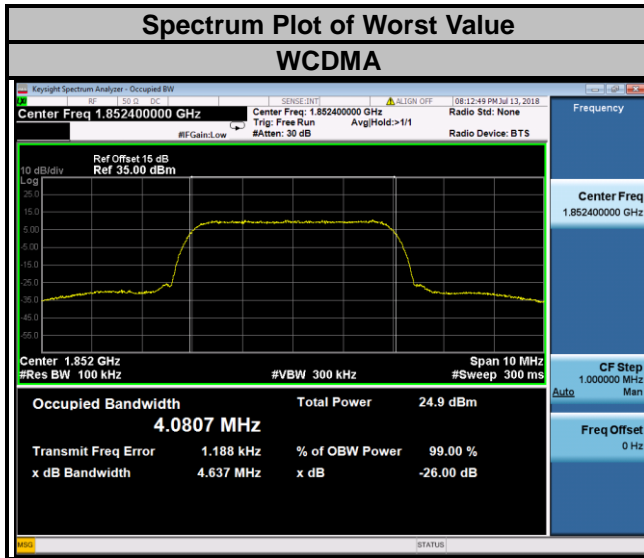 Spectrum Plot of Worst Value
WCDMA
Keysight Spectrum Analyzer - Occupied BW
RF 50 Ω DC SENSE:INT ALIGN OFF 08:12:49 PM Jul 13, 2018
Center Freq 1.852400000 GHz
Center Freq: 1.852400000 GHz Radio Std: None
Trig: Free Run Avg|Hold:>1/1
#IFGain:Low #Atten: 30 dB Radio Device: BTS
Frequency
Ref Offset 15 dB
10 dB/div Ref 35.00 dBm
Log
25.0
15.0
5.00
-5.00
-15.0
-25.0
-35.0
-45.0
-55.0
Center 1.852 GHz Span 10 MHz
#Res BW 100 kHz #VBW 300 kHz #Sweep 300 ms
Center Freq
1.852400000 GHz
CF Step
1.000000 MHz
Auto Man
Freq Offset
0 Hz
Occupied Bandwidth Total Power 24.9 dBm
4.0807 MHz
Transmit Freq Error 1.188 kHz % of OBW Power 99.00 %
x dB Bandwidth 4.637 MHz x dB -26.00 dB
MSG STATUS